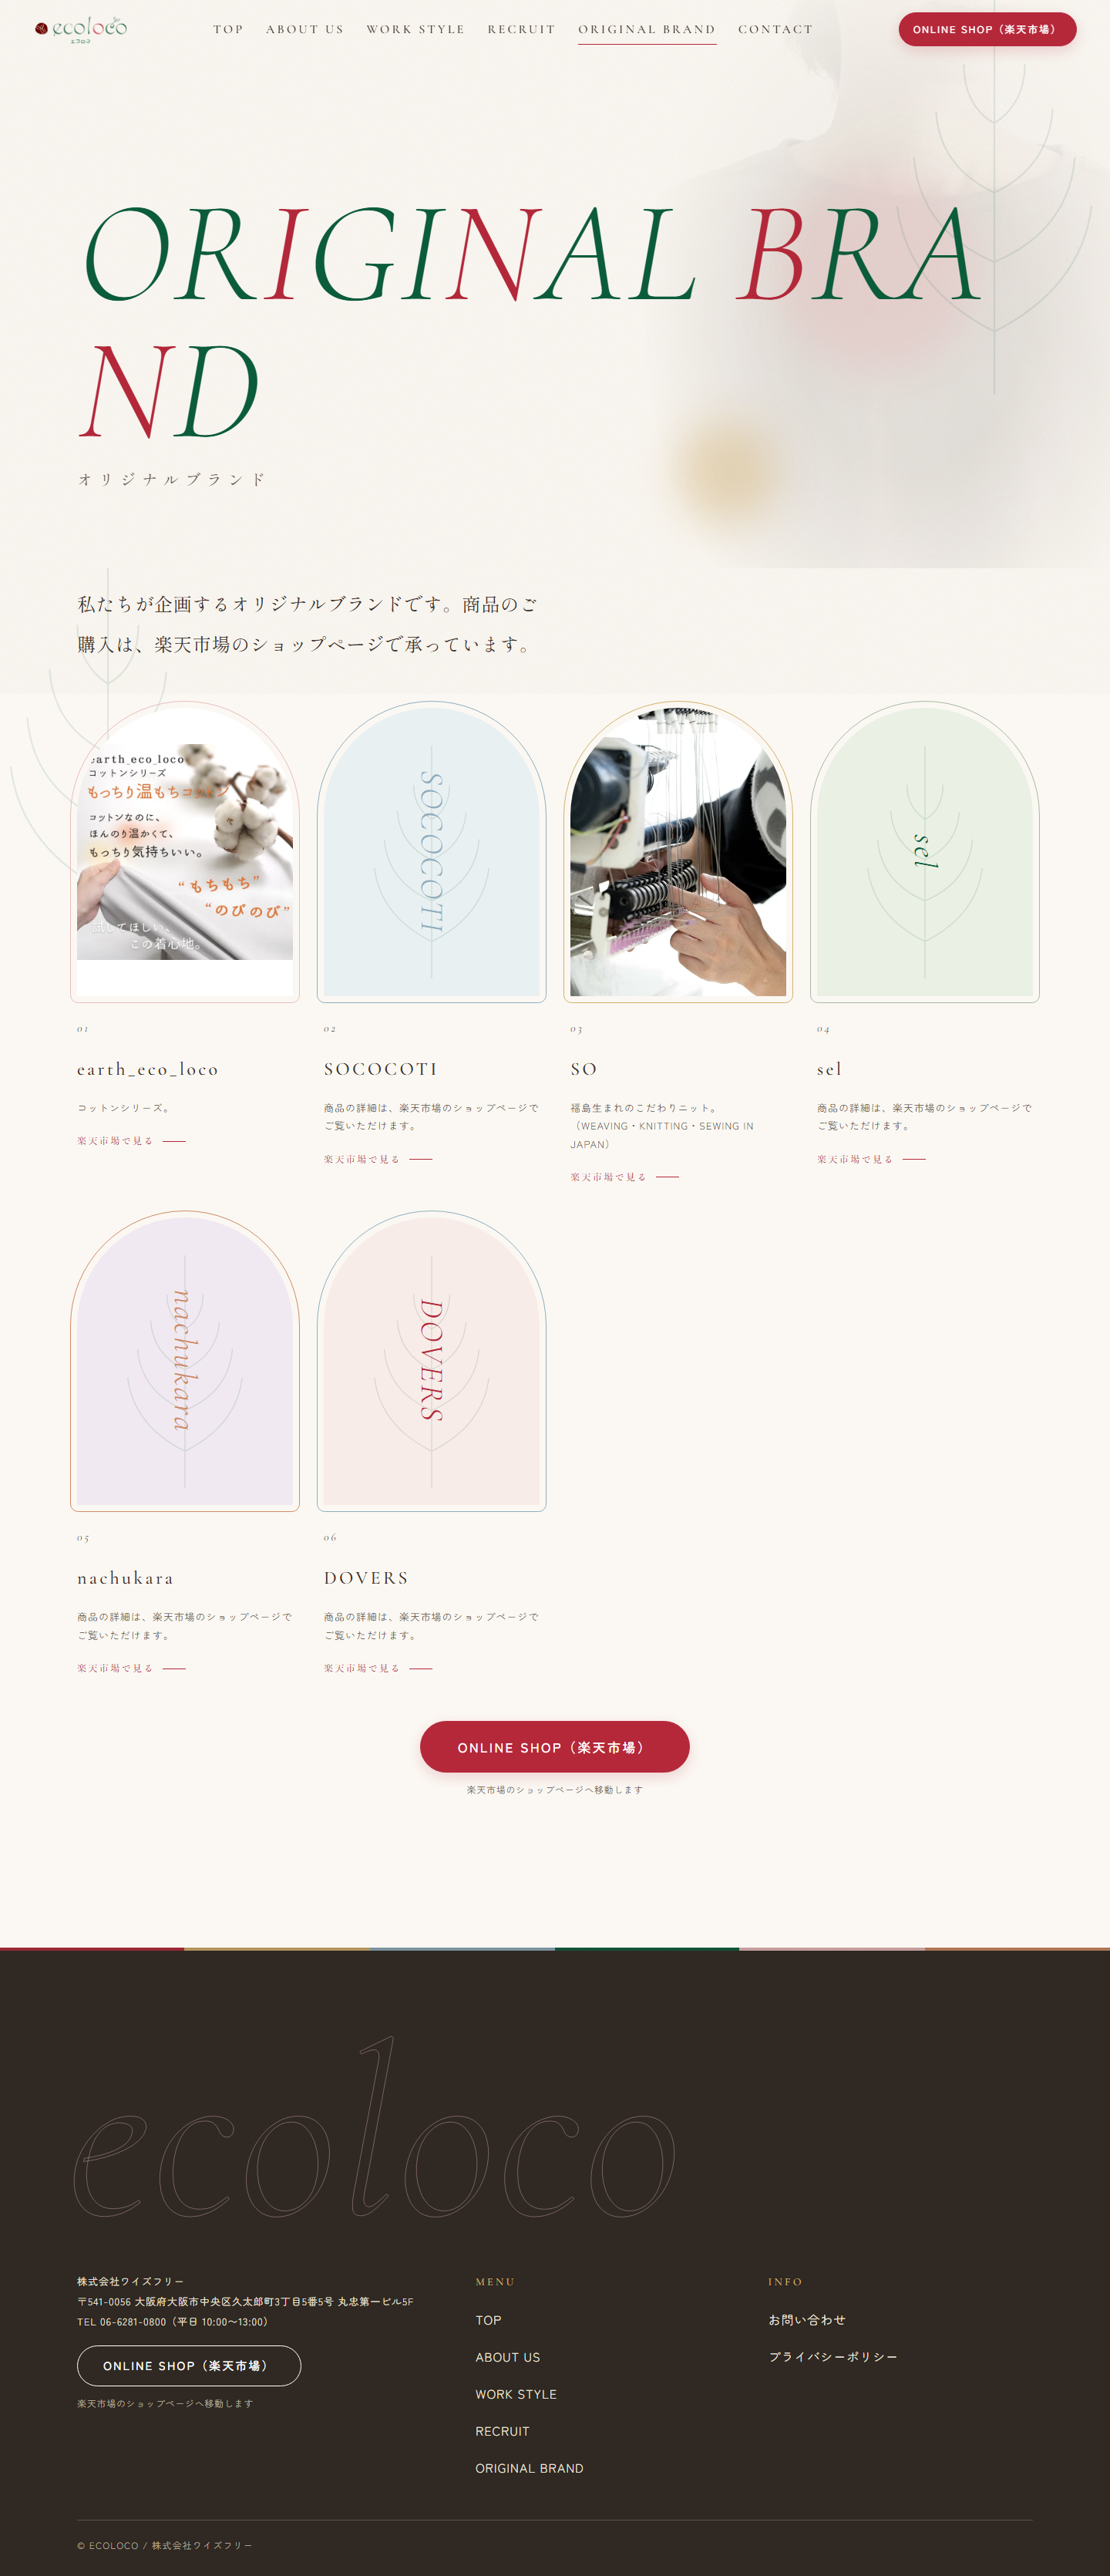 ecoloco
エコロコ
TOP ABOUT US WORK STYLE RECRUIT ORIGINAL BRAND CONTACT
ONLINE SHOP（楽天市場）
ORIGINAL BRA
ND
オリジナルブランド
私たちが企画するオリジナルブランドです。商品のご
購入は、楽天市場のショップページで承っています。
earth_eco_loco
コットンシリーズ
もっちり温もちコットン
コットンなのに、
ほんのり温かくて、
もっちり気持ちいい。
“もちもち”
“のびのび”
試してほしい、
この着心地。
01
earth_eco_loco
コットンシリーズ。
楽天市場で見る
SOCOCOTI
02
SOCOCOTI
商品の詳細は、楽天市場のショップページで
ご覧いただけます。
楽天市場で見る
03
SO
福島生まれのこだわりニット。
（WEAVING・KNITTING・SEWING IN
JAPAN）
楽天市場で見る
sel
04
sel
商品の詳細は、楽天市場のショップページで
ご覧いただけます。
楽天市場で見る
nachukara
05
nachukara
商品の詳細は、楽天市場のショップページで
ご覧いただけます。
楽天市場で見る
DOVERS
06
DOVERS
商品の詳細は、楽天市場のショップページで
ご覧いただけます。
楽天市場で見る
ONLINE SHOP（楽天市場）
楽天市場のショップページへ移動します
ecoloco
株式会社ワイズフリー
〒541-0056 大阪府大阪市中央区久太郎町3丁目5番5号 丸忠第一ビル5F
TEL 06-6281-0800（平日 10:00〜13:00）
ONLINE SHOP（楽天市場）
楽天市場のショップページへ移動します
MENU
TOP
ABOUT US
WORK STYLE
RECRUIT
ORIGINAL BRAND
INFO
お問い合わせ
プライバシーポリシー
© ECOLOCO / 株式会社ワイズフリー